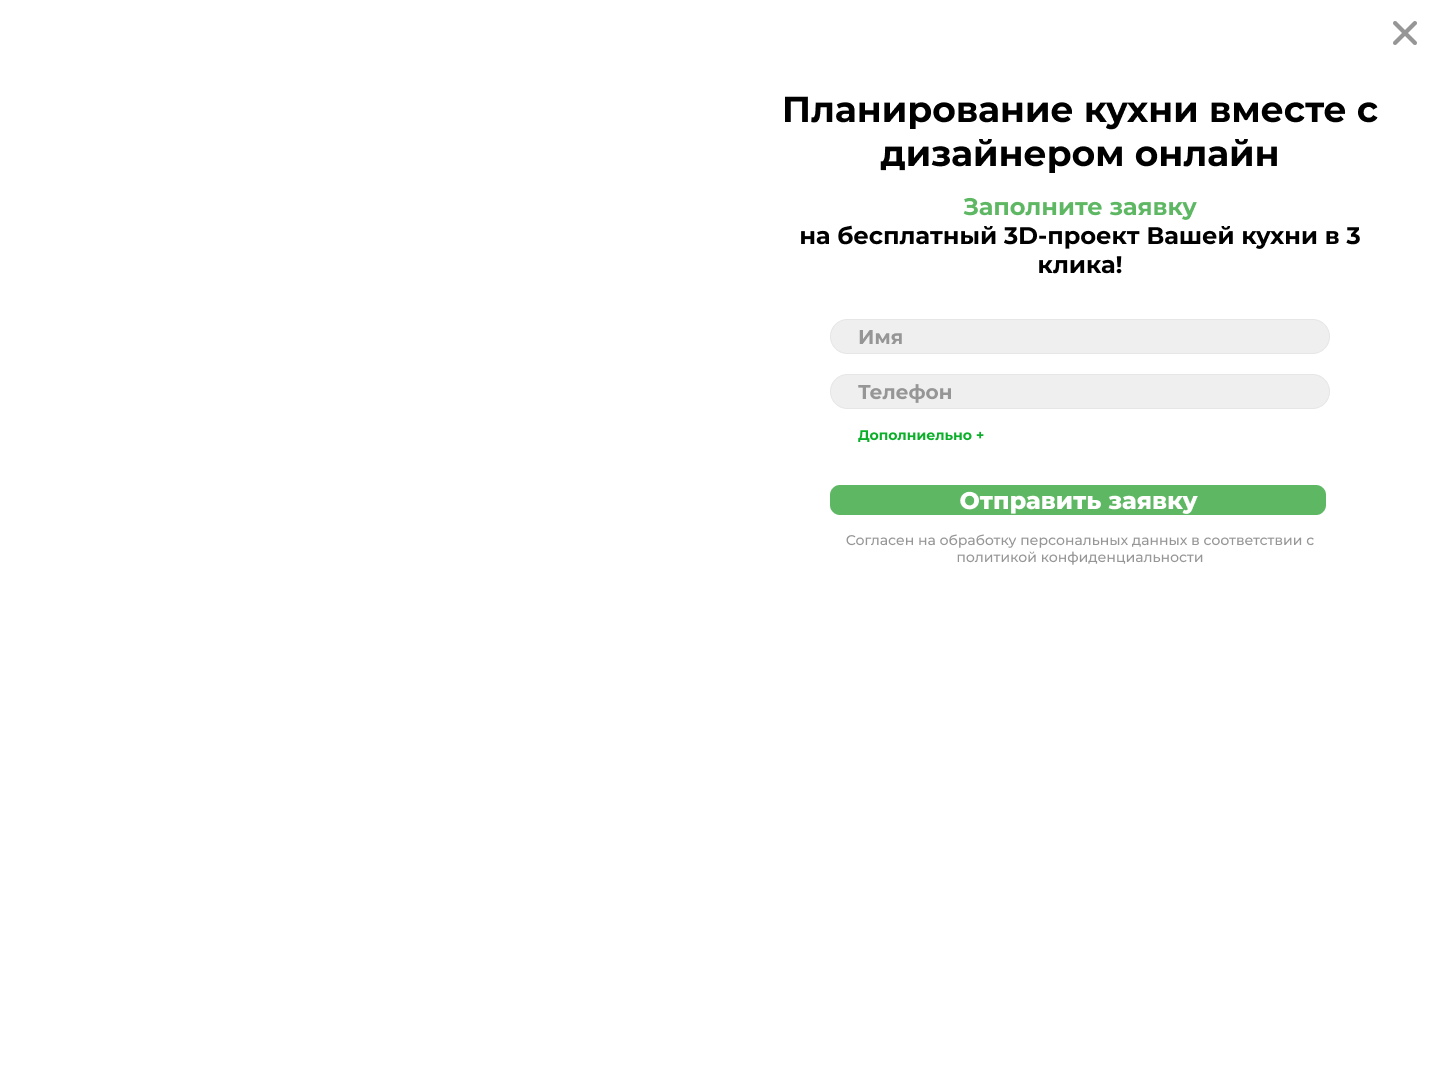 Планирование кухни вместе с
дизайнером онлайн
Заполните заявку
на бесплатный 3D-проект Вашей кухни в 3
клика!
Имя
Телефон
Дополниельно +
Отправить заявку
Согласен на обработку персональных данных в соответствии с
политикой конфиденциальности